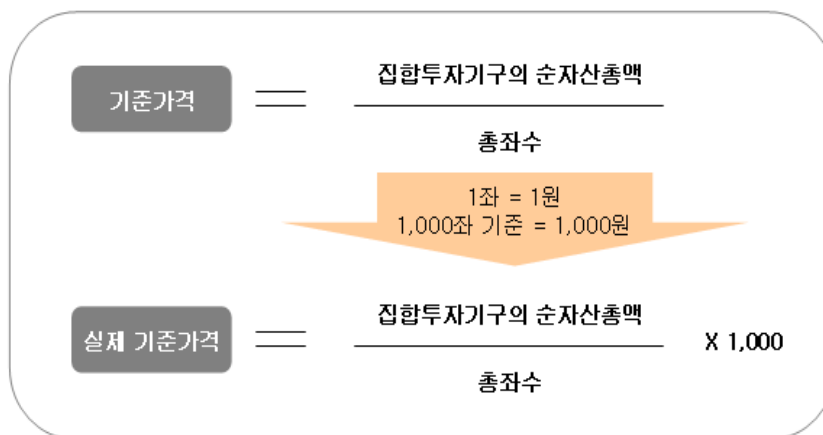 집합투자기구의 순자산총액
기준가격
총좌수
1좌 = 1원
1,000좌 기준 = 1,000원
집합투자기구의 순자산총액
실제 기준가격
X 1,000
총좌수